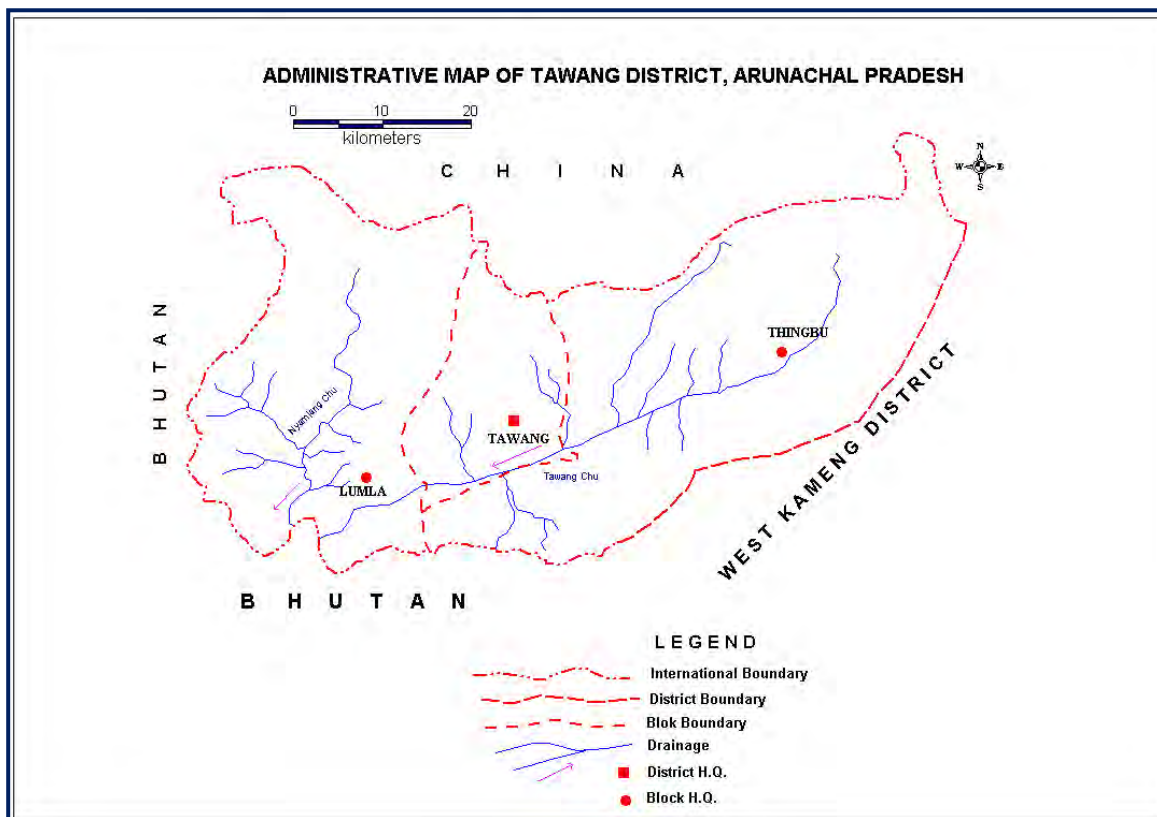 ADMINISTRATIVE MAP OF TAWANG DISTRICT, ARUNACHAL PRADESH
0 10 20
kilometers
C H I N A
N
W E
S
B H U T A N
THINGBU
Nyamjang Chu
TAWANG
WEST KAMENG DISTRICT
Tawang Chu
LUMLA
B H U T A N
L E G E N D
International Boundary
District Boundary
Blok Boundary
Drainage
District H.Q.
Block H.Q.